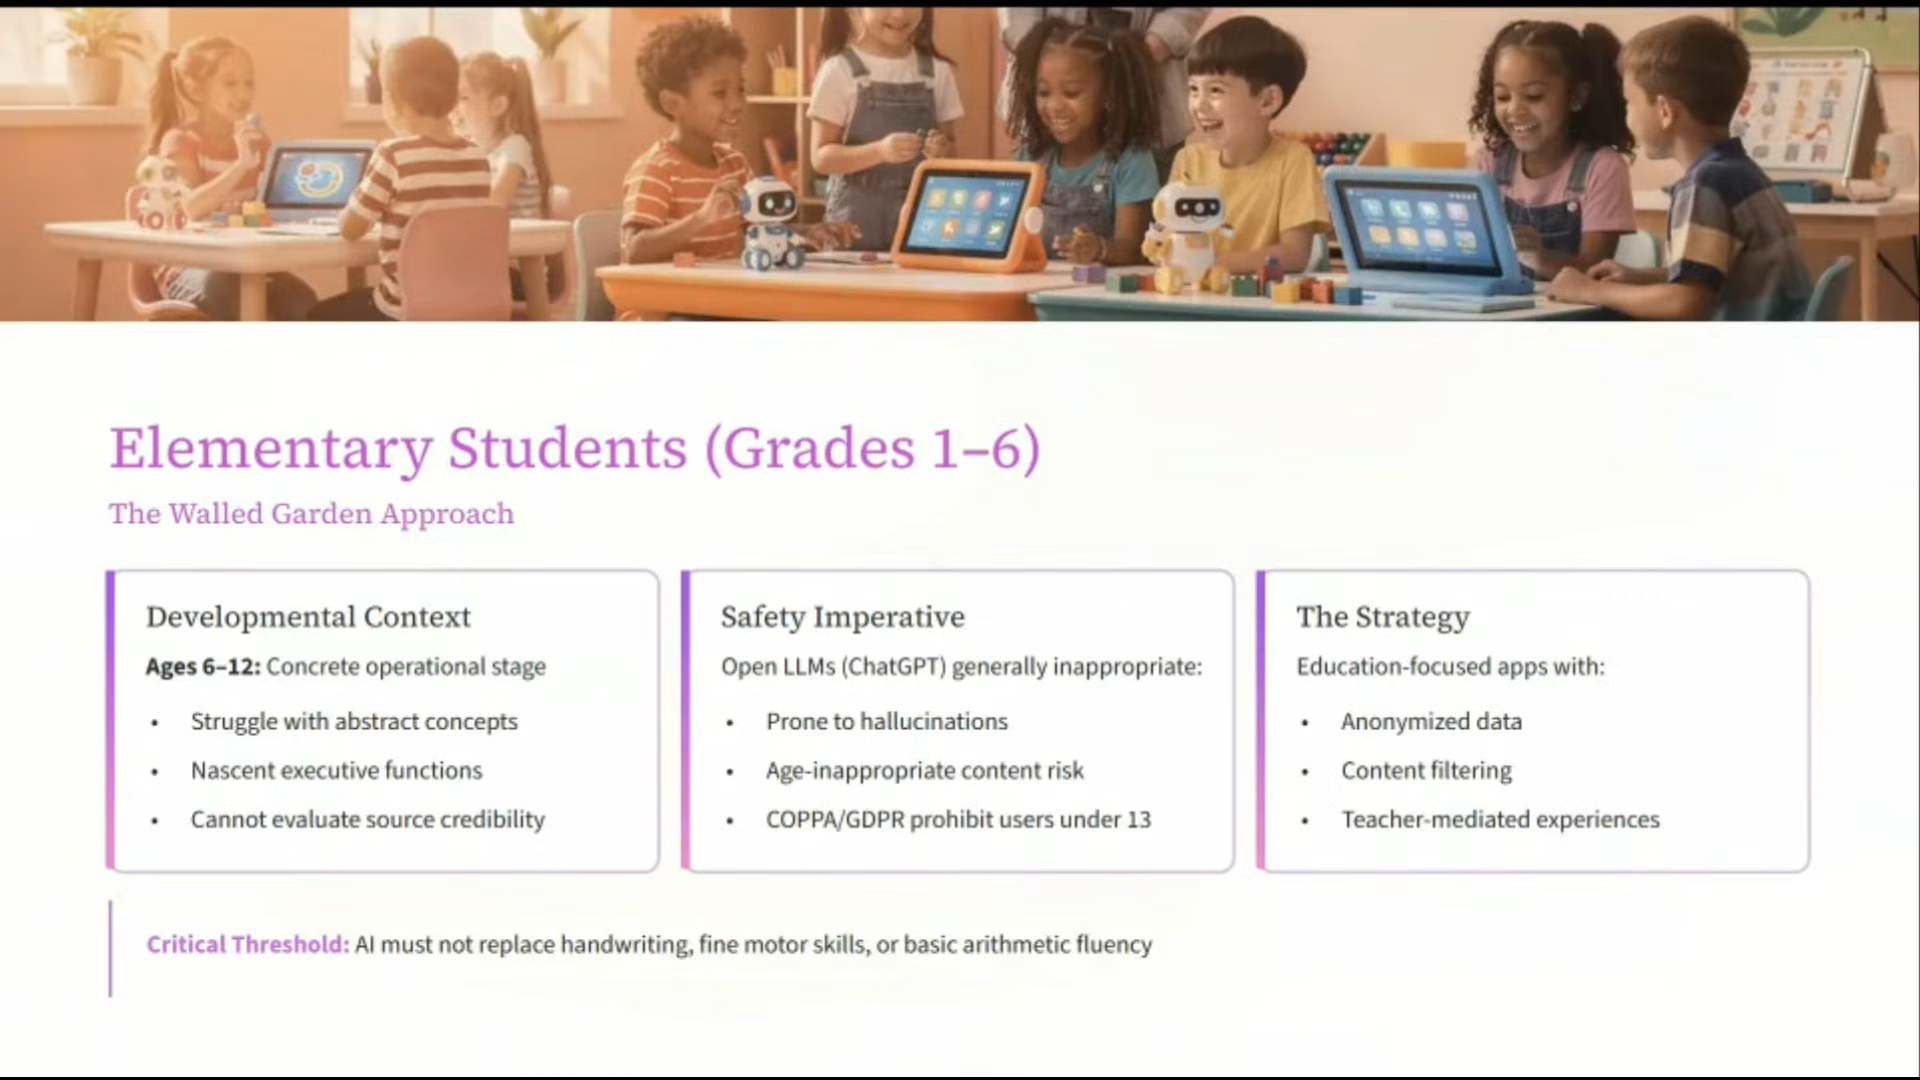 Elementary Students (Grades 1–6)
The Walled Garden Approach
Developmental Context
Ages 6–12: Concrete operational stage
• Struggle with abstract concepts
• Nascent executive functions
• Cannot evaluate source credibility
Safety Imperative
Open LLMs (ChatGPT) generally inappropriate:
• Prone to hallucinations
• Age-inappropriate content risk
• COPPA/GDPR prohibit users under 13
The Strategy
Education-focused apps with:
• Anonymized data
• Content filtering
• Teacher-mediated experiences
Critical Threshold: AI must not replace handwriting, fine motor skills, or basic arithmetic fluency